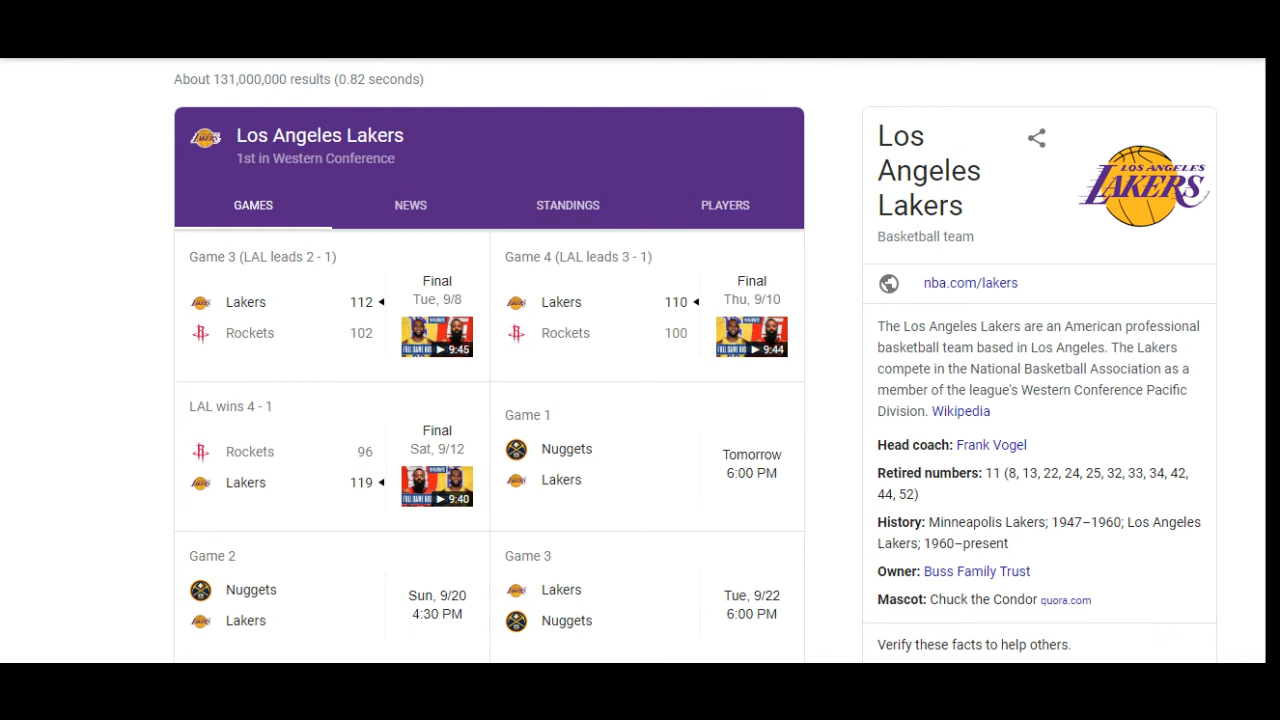 About 131,000,000 results (0.82 seconds)
Los Angeles Lakers
1st in Western Conference
GAMES NEWS STANDINGS PLAYERS
Game 3 (LAL leads 2 - 1)
Lakers 112
Rockets 102
Final
Tue, 9/8
9:45
Game 4 (LAL leads 3 - 1)
Lakers 110
Rockets 100
Final
Thu, 9/10
9:44
LAL wins 4 - 1
Rockets 96
Lakers 119
Final
Sat, 9/12
FULL GAME
9:40
Game 1
Nuggets
Lakers
Tomorrow
6:00 PM
Game 2
Nuggets
Lakers
Sun, 9/20
4:30 PM
Game 3
Lakers
Nuggets
Tue, 9/22
6:00 PM
Los
Angeles
Lakers
Basketball team
LOS ANGELES
LAKERS
nba.com/lakers
The Los Angeles Lakers are an American professional
basketball team based in Los Angeles. The Lakers
compete in the National Basketball Association as a
member of the league's Western Conference Pacific
Division. Wikipedia
Head coach: Frank Vogel
Retired numbers: 11 (8, 13, 22, 24, 25, 32, 33, 34, 42,
44, 52)
History: Minneapolis Lakers; 1947–1960; Los Angeles
Lakers; 1960–present
Owner: Buss Family Trust
Mascot: Chuck the Condor quora.com
Verify these facts to help others.